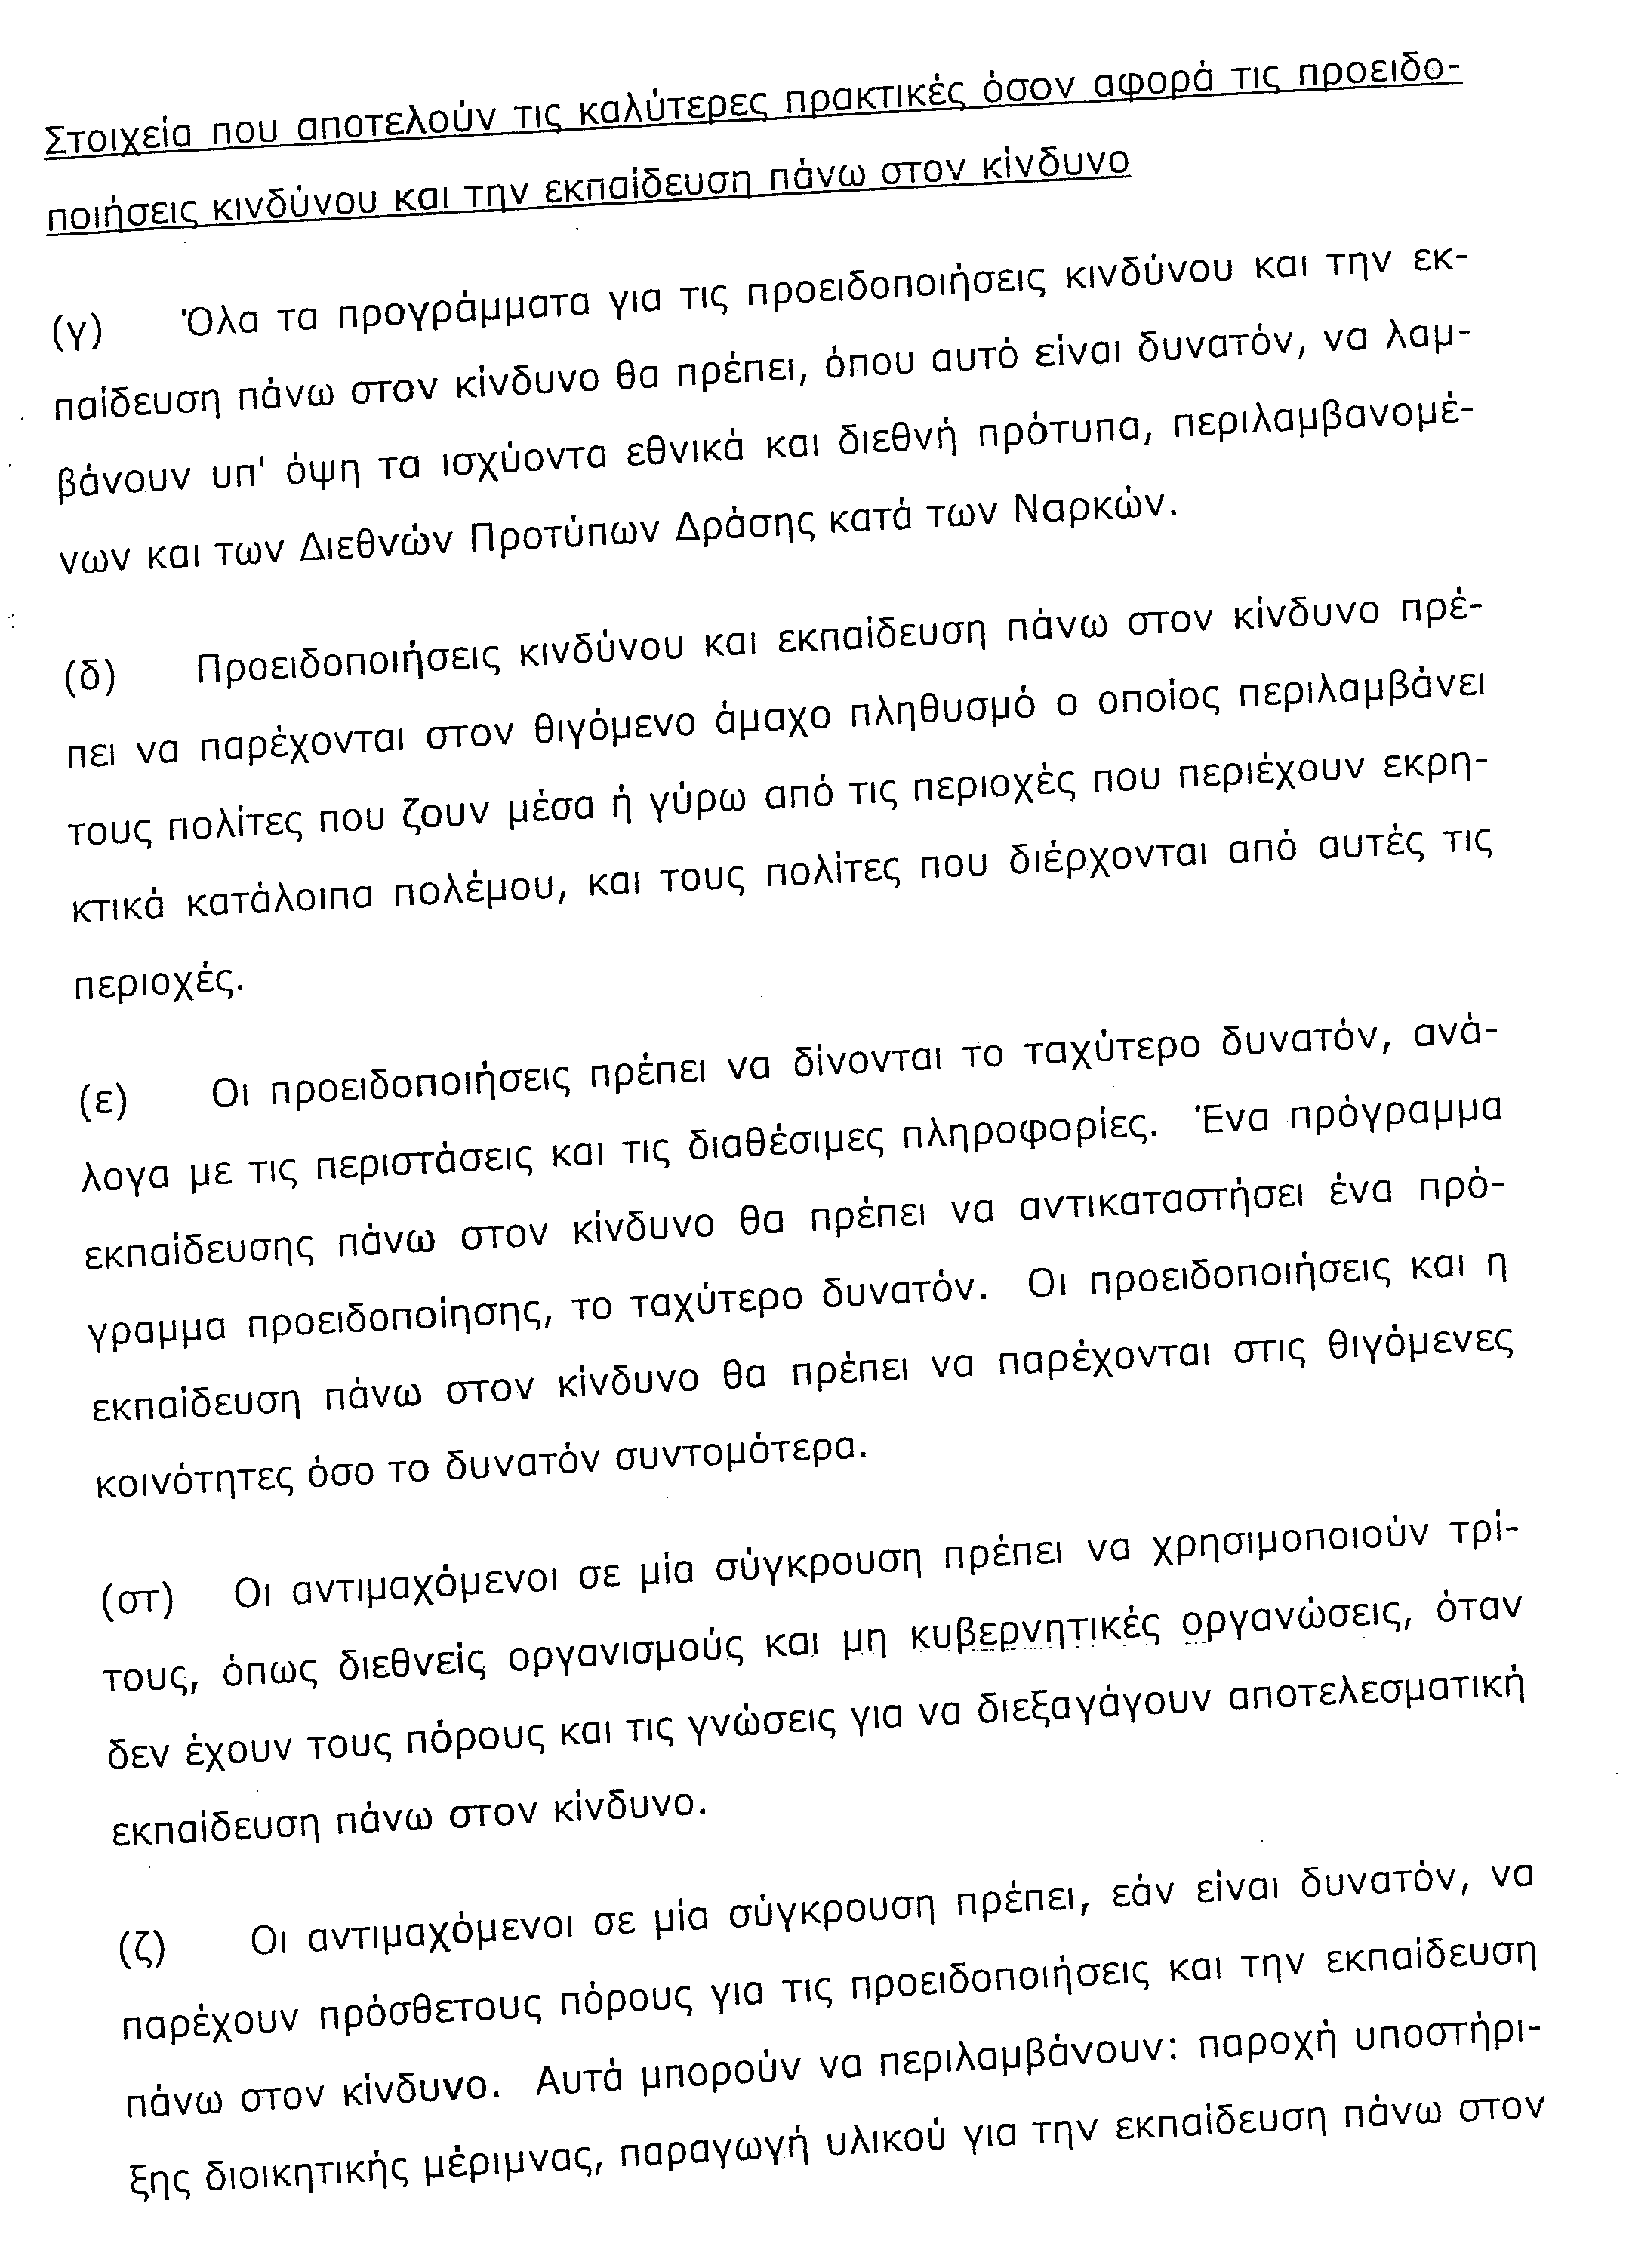 Στοιχεία που αποτελούν τις καλύτερες πρακτικές όσον αφορά τις προειδο-
ποιήσεις κινδύνου και την εκπαίδευση πάνω στον κίνδυνο
(γ) Όλα τα προγράμματα για τις προειδοποιήσεις κινδύνου και την εκ-
παίδευση πάνω στον κίνδυνο θα πρέπει, όπου αυτό είναι δυνατόν, να λαμ-
βάνουν υπ' όψη τα ισχύοντα εθνικά και διεθνή πρότυπα, περιλαμβανομέ-
νων και των Διεθνών Προτύπων Δράσης κατά των Ναρκών.
(δ) Προειδοποιήσεις κινδύνου και εκπαίδευση πάνω στον κίνδυνο πρέ-
πει να παρέχονται στον θιγόμενο άμαχο πληθυσμό ο οποίος περιλαμβάνει
τους πολίτες που ζουν μέσα ή γύρω από τις περιοχές που περιέχουν εκρη-
κτικά κατάλοιπα πολέμου, και τους πολίτες που διέρχονται από αυτές τις
περιοχές.
(ε) Οι προειδοποιήσεις πρέπει να δίνονται το ταχύτερο δυνατόν, ανά-
λογα με τις περιστάσεις και τις διαθέσιμες πληροφορίες. Ένα πρόγραμμα
εκπαίδευσης πάνω στον κίνδυνο θα πρέπει να αντικαταστήσει ένα πρό-
γραμμα προειδοποίησης, το ταχύτερο δυνατόν. Οι προειδοποιήσεις και η
εκπαίδευση πάνω στον κίνδυνο θα πρέπει να παρέχονται στις θιγόμενες
κοινότητες όσο το δυνατόν συντομότερα.
(στ) Οι αντιμαχόμενοι σε μία σύγκρουση πρέπει να χρησιμοποιούν τρί-
τους, όπως διεθνείς οργανισμούς και μη κυβερνητικές οργανώσεις, όταν
δεν έχουν τους πόρους και τις γνώσεις για να διεξαγάγουν αποτελεσματική
εκπαίδευση πάνω στον κίνδυνο.
(ζ) Οι αντιμαχόμενοι σε μία σύγκρουση πρέπει, εάν είναι δυνατόν, να
παρέχουν πρόσθετους πόρους για τις προειδοποιήσεις και την εκπαίδευση
πάνω στον κίνδυνο. Αυτά μπορούν να περιλαμβάνουν: παροχή υποστήρι-
ξης διοικητικής μέριμνας, παραγωγή υλικού για την εκπαίδευση πάνω στον